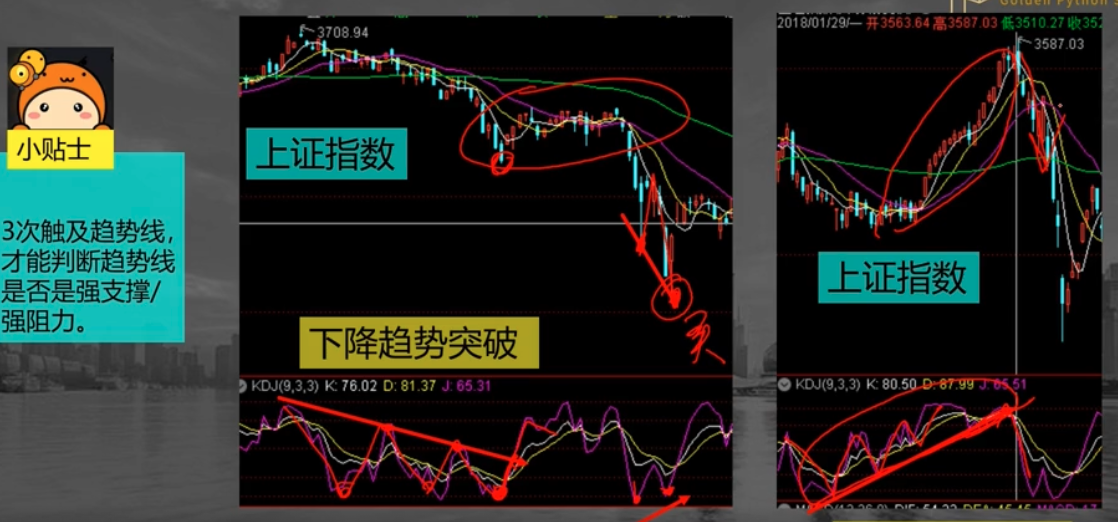 Golden Python S
3708.94
2018/01/29/— 开3563.64 高3587.03 低3510.27 收352
3587.03
小贴士
上证指数
3次触及趋势线,
才能判断趋势线
是否是强支撑/
强阻力。
上证指数
下降趋势突破
买
KDJ(9,3,3) K: 76.02 D: 81.37 J: 65.31
KDJ(9,3,3) K: 80.50 D: 87.99 J: 65.51